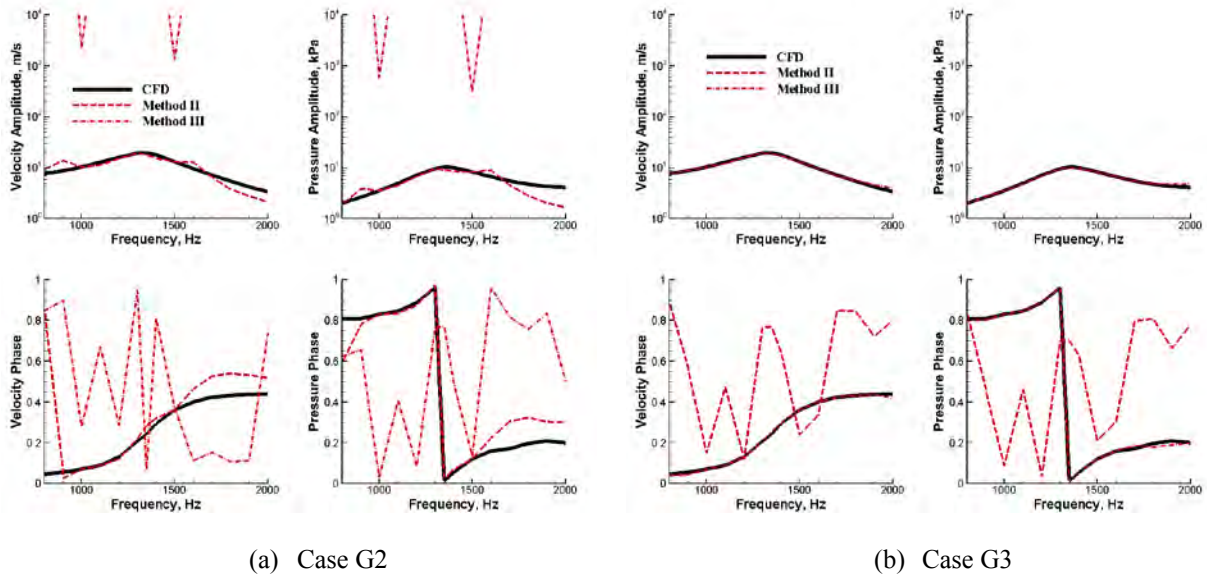 Velocity Amplitude, m/s
10⁴
10³
10²
10¹
10⁰
CFD
Method II
Method III
1000 1500 2000
Frequency, Hz
Pressure Amplitude, kPa
10⁴
10³
10²
10¹
10⁰
1000 1500 2000
Frequency, Hz
Velocity Amplitude, m/s
10⁴
10³
10²
10¹
10⁰
CFD
Method II
Method III
1000 1500 2000
Frequency, Hz
Pressure Amplitude, kPa
10⁴
10³
10²
10¹
10⁰
1000 1500 2000
Frequency, Hz
Velocity Phase
1
0.8
0.6
0.4
0.2
0
1000 1500 2000
Frequency, Hz
Pressure Phase
1
0.8
0.6
0.4
0.2
0
1000 1500 2000
Frequency, Hz
Velocity Phase
1
0.8
0.6
0.4
0.2
0
1000 1500 2000
Frequency, Hz
Pressure Phase
1
0.8
0.6
0.4
0.2
0
1000 1500 2000
Frequency, Hz
(a) Case G2
(b) Case G3